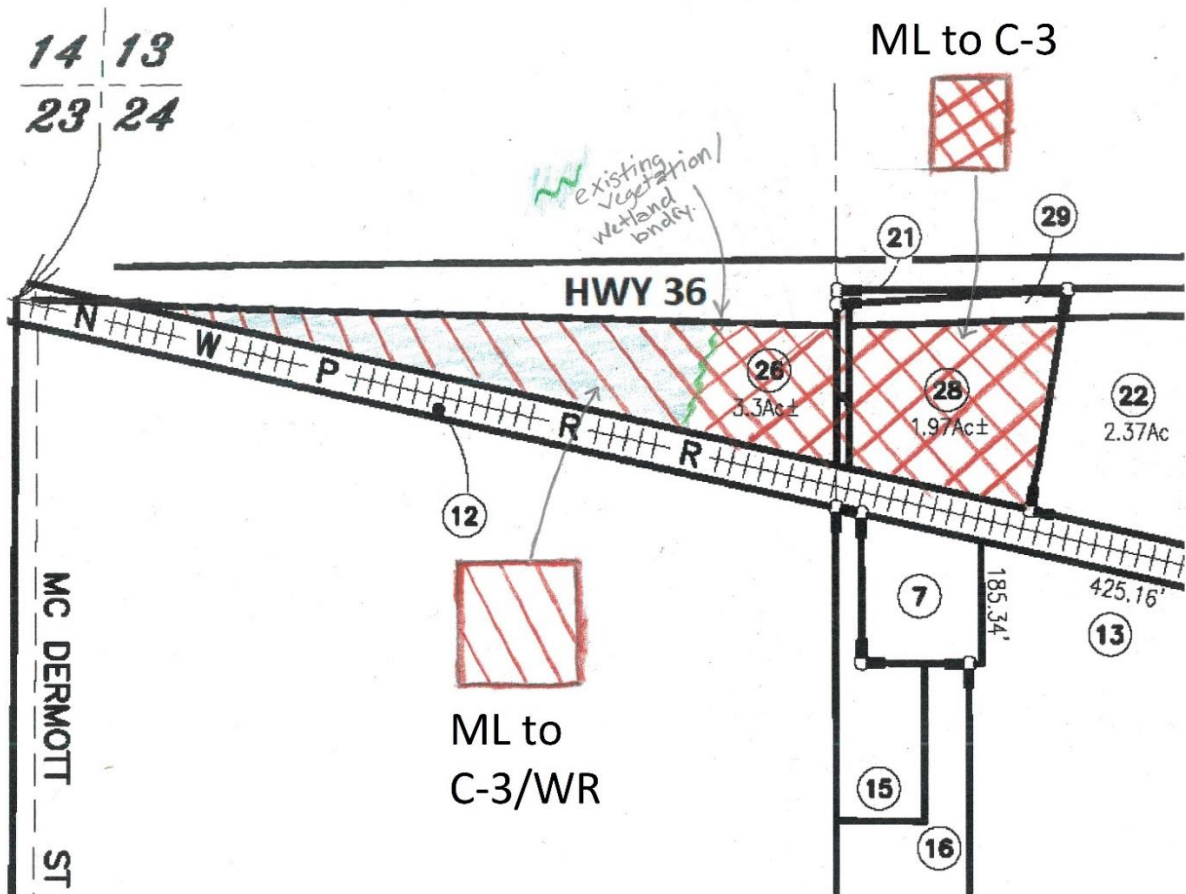 14 13
23 24
ML to C-3
existing
vegetation/
wetland
bndry.
21
29
HWY 36
N W P R R
26
3.3Ac±
28
1.97Ac±
22
2.37Ac
12
7
185.34'
425.16'
13
ML to
C-3/WR
MC DERMOTT ST
15
16